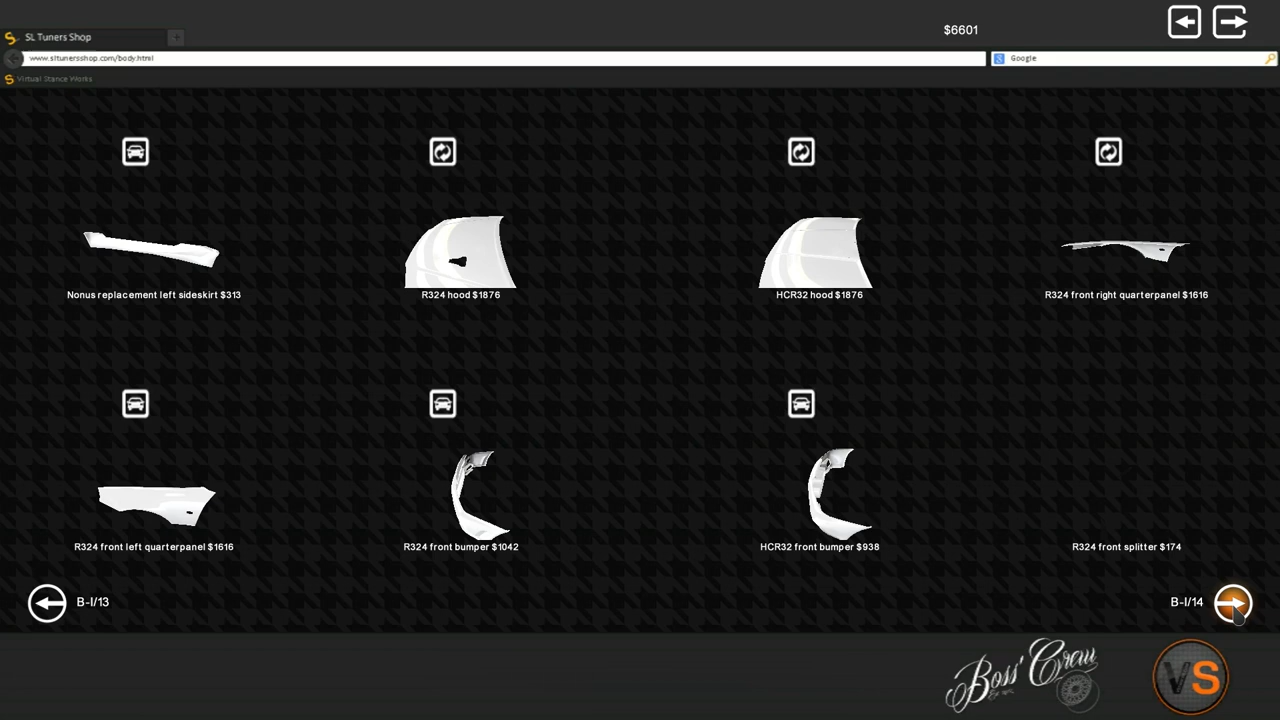 SL Tuners Shop
$6601
www.sltunersshop.com/body.html
Google
Virtual Stance Works
Nonus replacement left sideskirt $313
R324 hood $1876
HCR32 hood $1876
R324 front right quarterpanel $1616
R324 front left quarterpanel $1616
R324 front bumper $1042
HCR32 front bumper $938
R324 front splitter $174
B-I/13
B-I/14
Boss' Crew
VS